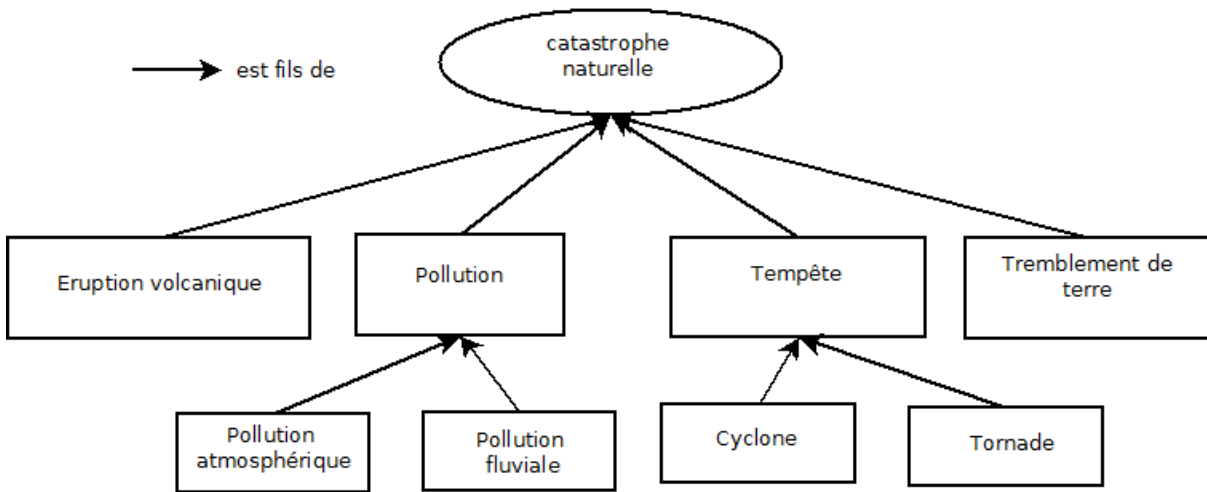 catastrophe
naturelle
est fils de
Eruption volcanique
Pollution
Tempête
Tremblement de
terre
Pollution
atmosphérique
Pollution
fluviale
Cyclone
Tornade